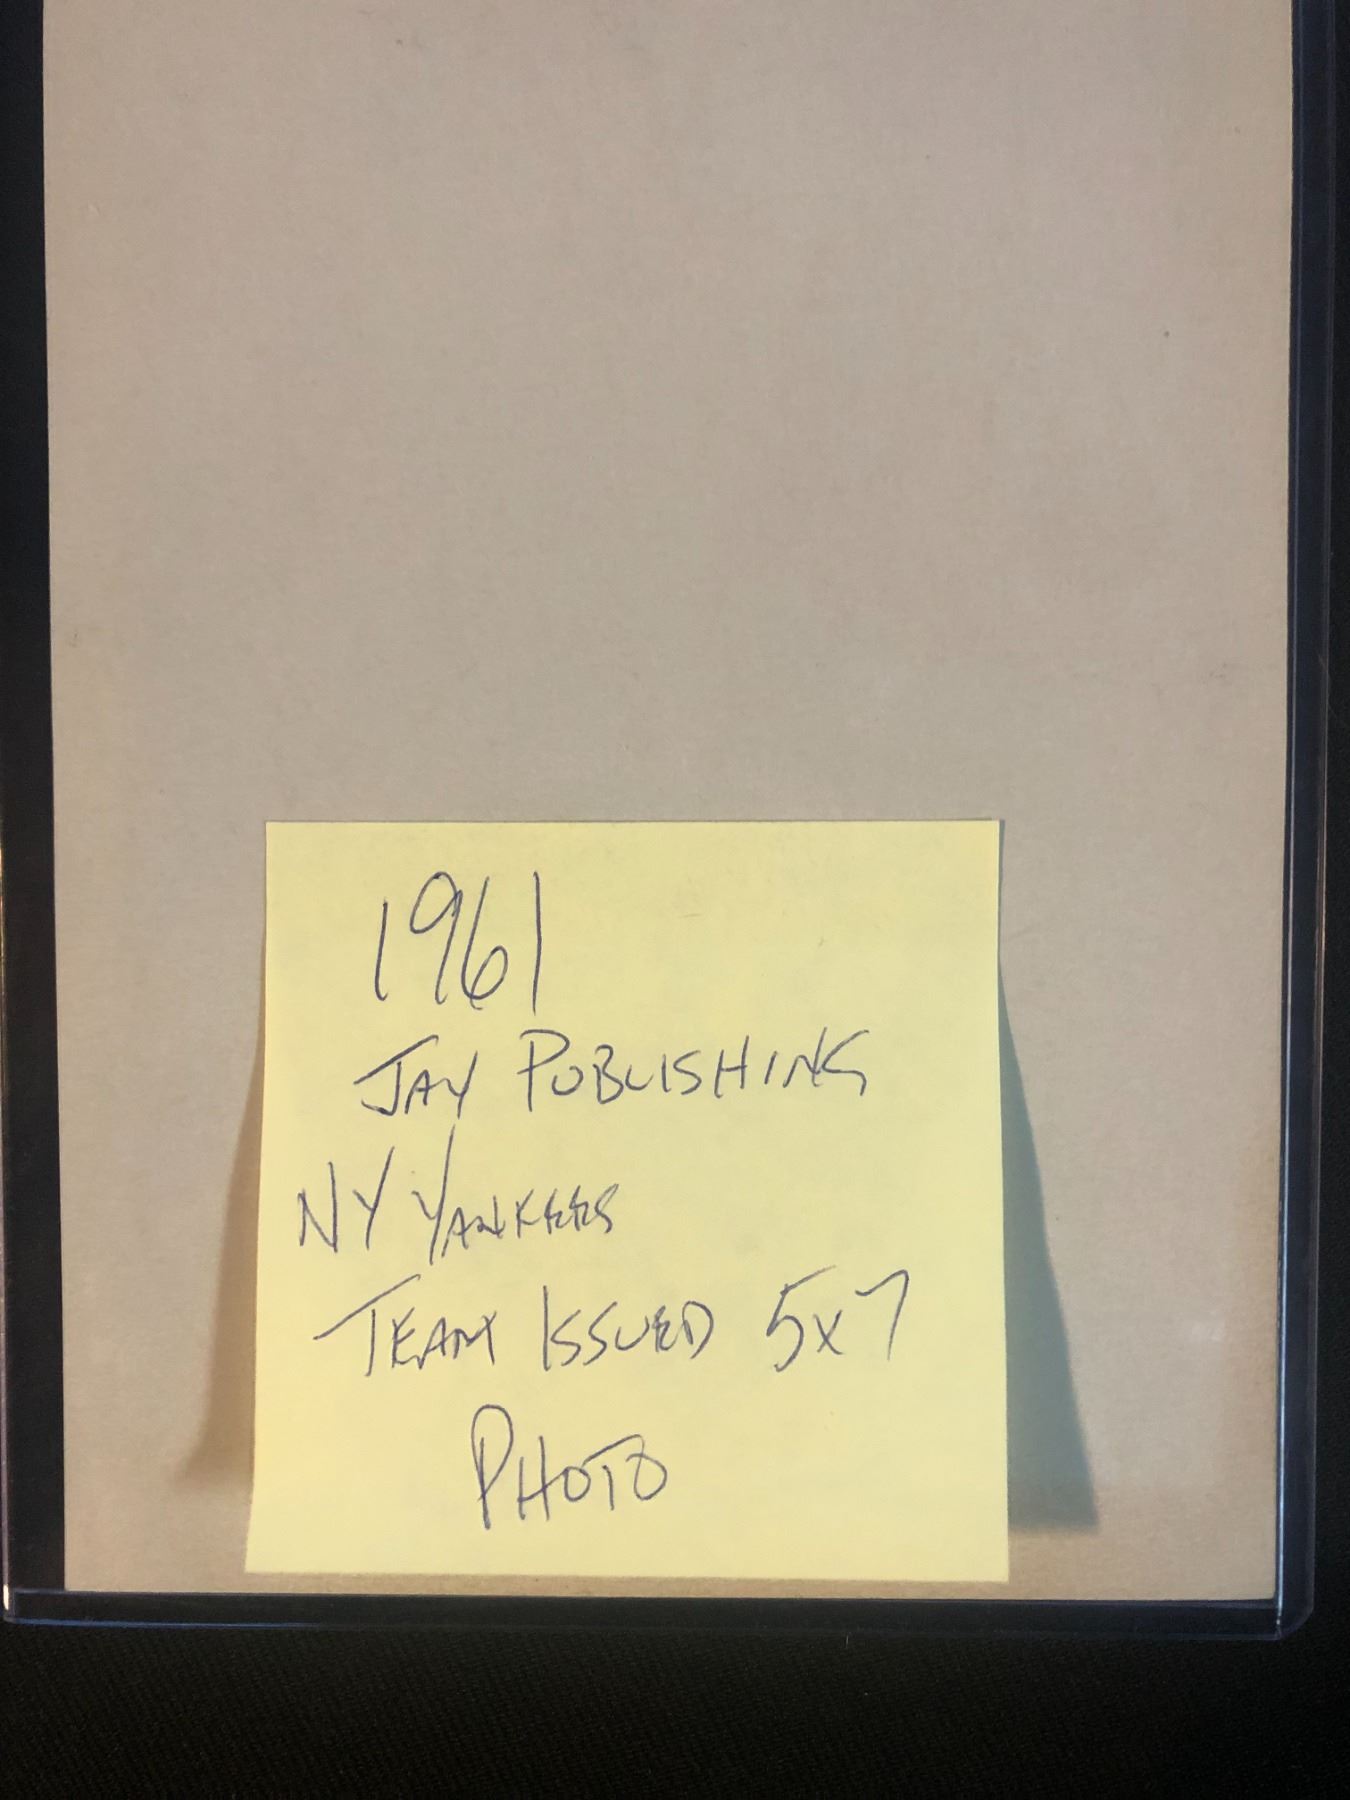 1961
JAY PUBLISHING
NY YANKEES
TEAM ISSUED 5x7
PHOTO